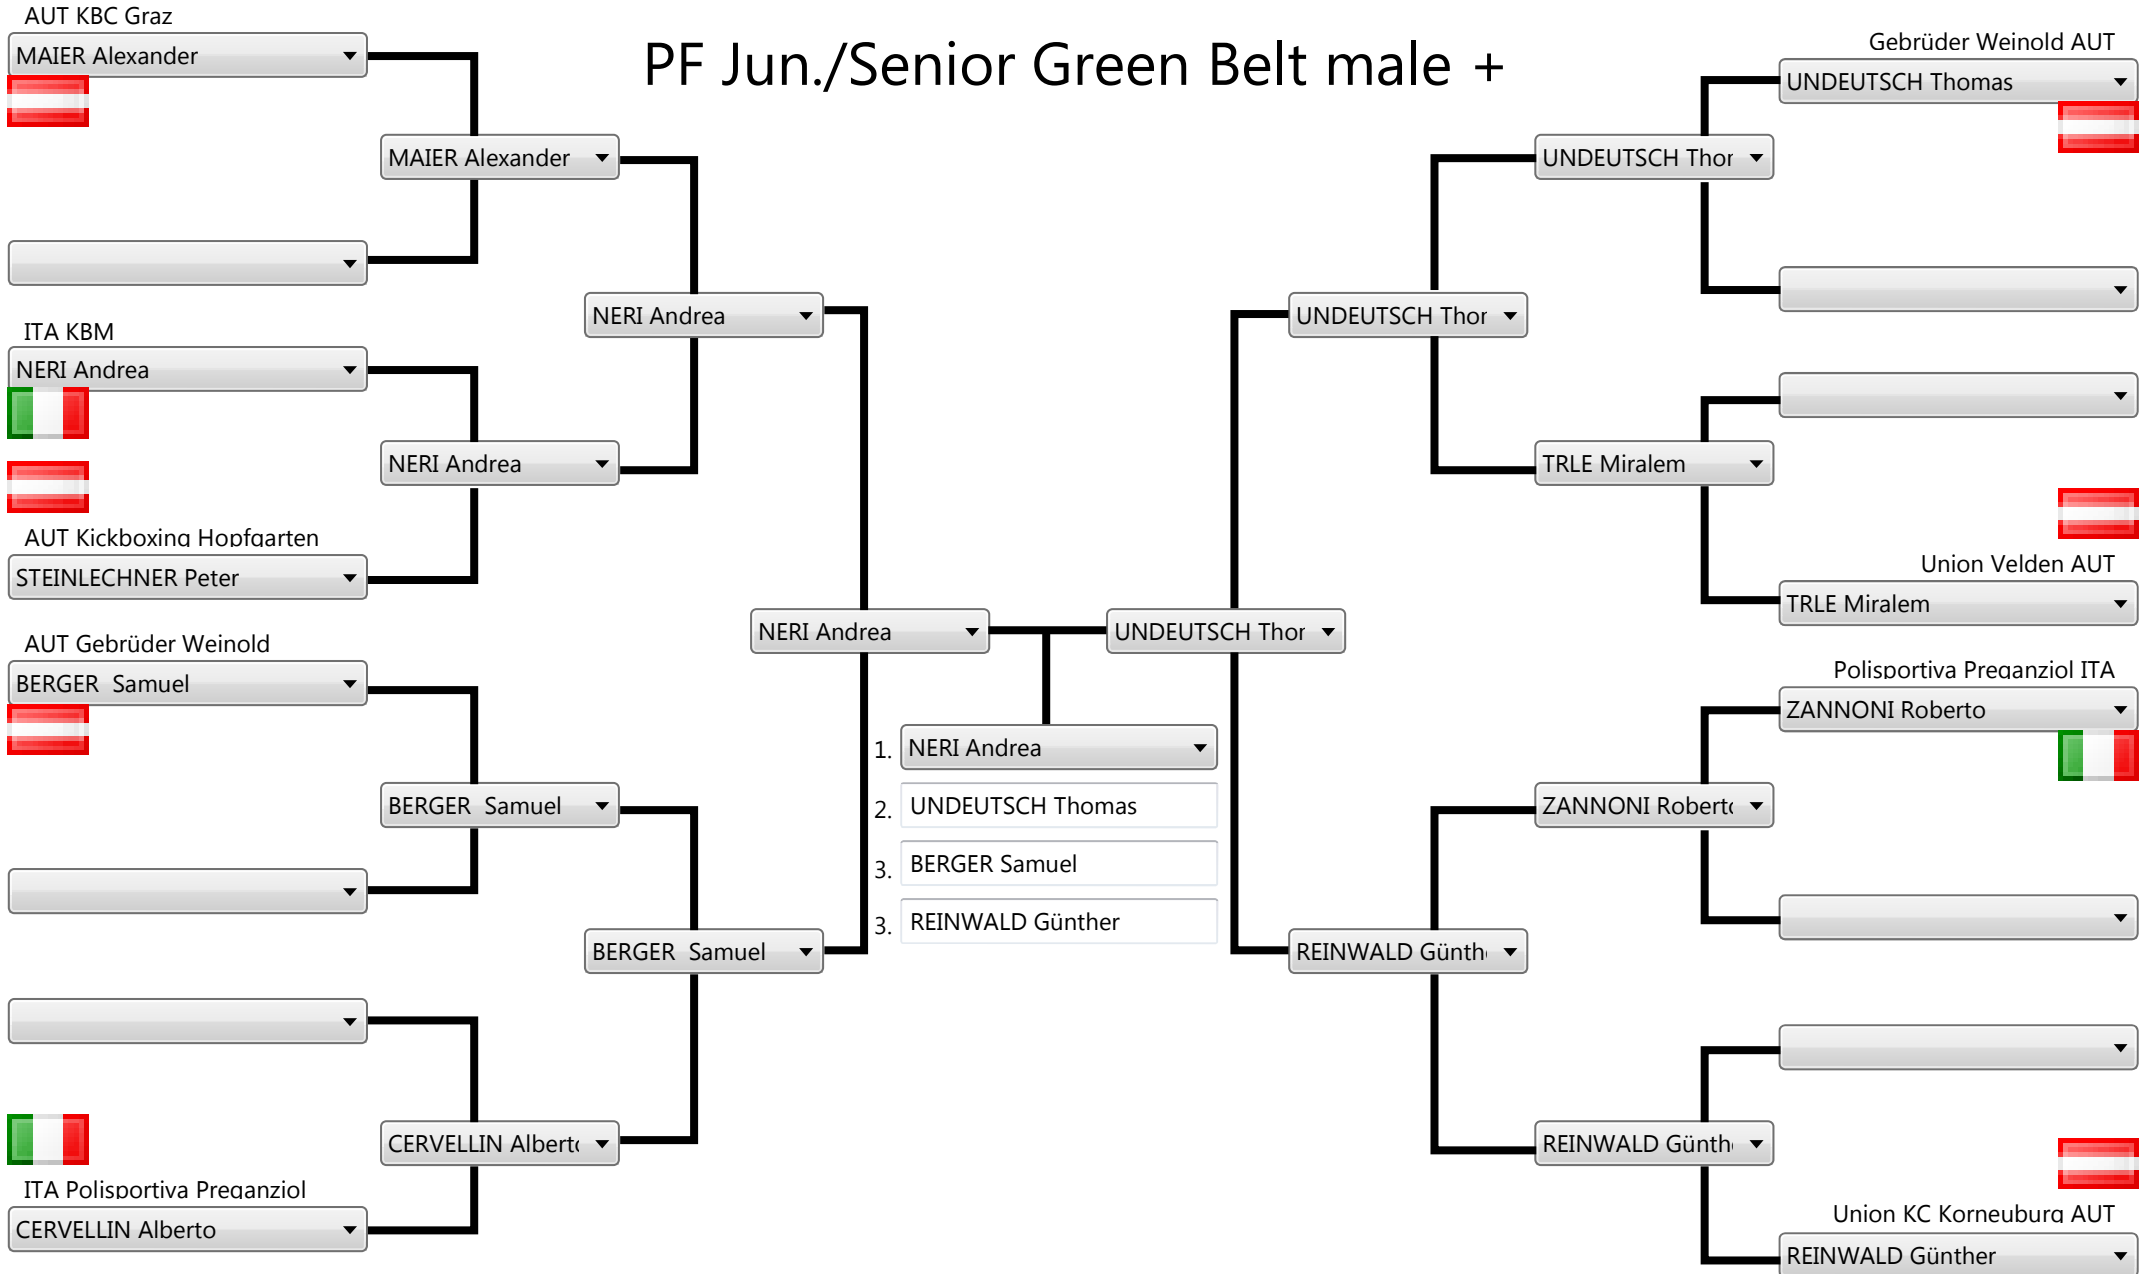 PF Jun./Senior Green Belt male +
AUT KBC Graz
MAIER Alexander
MAIER Alexander
ITA KBM
NERI Andrea
NERI Andrea
NERI Andrea
AUT Kickboxing Hopfgarten
STEINLECHNER Peter
AUT Gebrüder Weinold
BERGER  Samuel
BERGER  Samuel
BERGER  Samuel
CERVELLIN Albert
ITA Polisportiva Preganziol
CERVELLIN Alberto
NERI Andrea
UNDEUTSCH Thor
1. NERI Andrea
2. UNDEUTSCH Thomas
3. BERGER Samuel
3. REINWALD Günther
Gebrüder Weinold AUT
UNDEUTSCH Thomas
UNDEUTSCH Thor
UNDEUTSCH Thor
TRLE Miralem
Union Velden AUT
TRLE Miralem
Polisportiva Preganziol ITA
ZANNONI Roberto
ZANNONI Robert
REINWALD Günth
REINWALD Günth
Union KC Korneuburg AUT
REINWALD Günther